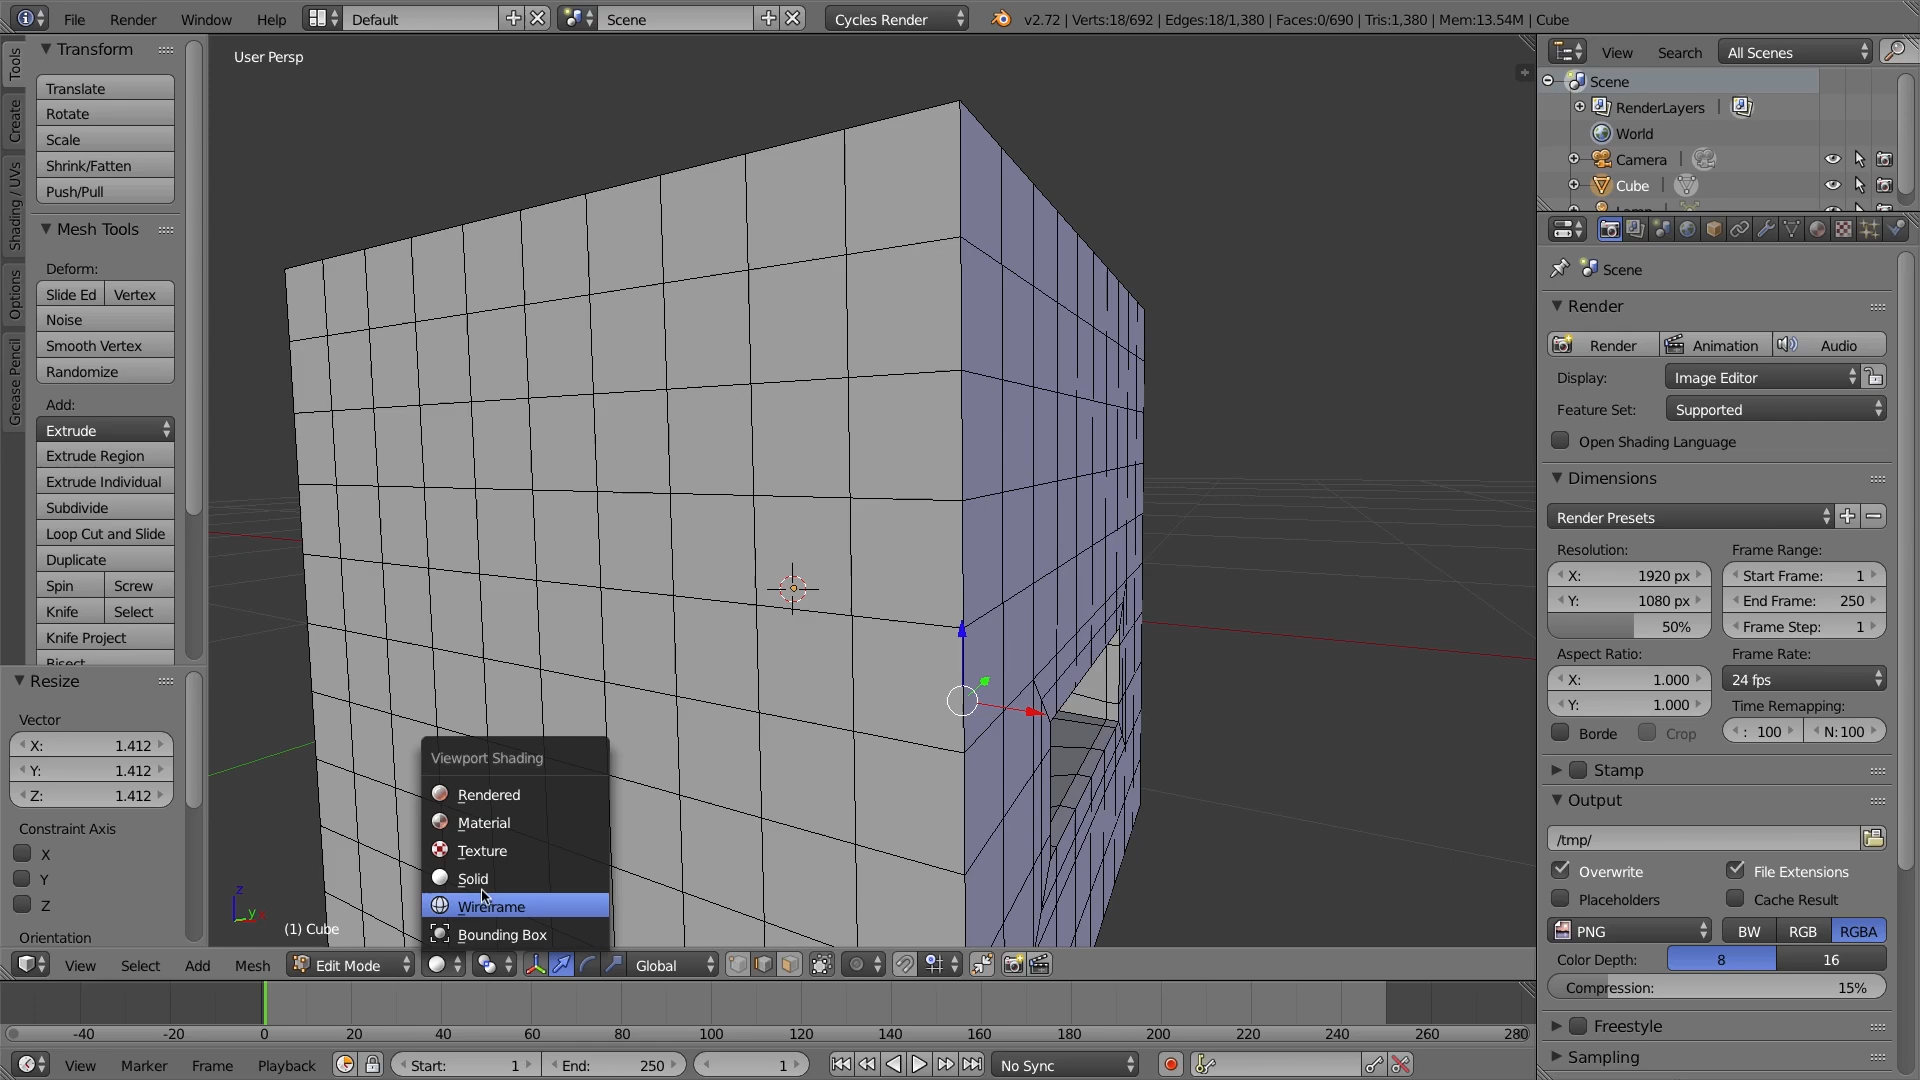 File Render Window Help Default Scene Cycles Render v2.72 | Verts:18/692 | Edges:18/1,380 | Faces:0/690 | Tris:1,380 | Mem:13.54M | Cube
Tools
Create
Shading / UVs
Options
Grease Pencil
Transform
Translate
Rotate
Scale
Shrink/Fatten
Push/Pull
Mesh Tools
Deform:
Slide Ed Vertex
Noise
Smooth Vertex
Randomize
Add:
Extrude
Extrude Region
Extrude Individual
Subdivide
Loop Cut and Slide
Duplicate
Spin Screw
Knife Select
Knife Project
Bisect
Resize
Vector
X: 1.412
Y: 1.412
Z: 1.412
Constraint Axis
X
Y
Z
Orientation
User Persp
Viewport Shading
Rendered
Material
Texture
Solid
Wireframe
Bounding Box
z
y
(1) Cube
View Select Add Mesh Edit Mode Global
-40 -20 0 20 40 60 80 100 120 140 160 180 200 220 240 260 280
View Marker Frame Playback Start: 1 End: 250 1 No Sync
View Search All Scenes
Scene
RenderLayers
World
Camera
Cube
Lamp
Scene
Render
Render Animation Audio
Display: Image Editor
Feature Set: Supported
Open Shading Language
Dimensions
Render Presets
Resolution: Frame Range:
X: 1920 px Start Frame: 1
Y: 1080 px End Frame: 250
50% Frame Step: 1
Aspect Ratio: Frame Rate:
X: 1.000 24 fps
Y: 1.000 Time Remapping:
Borde Crop : 100 N: 100
Stamp
Output
/tmp/
Overwrite File Extensions
Placeholders Cache Result
PNG BW RGB RGBA
Color Depth: 8 16
Compression: 15%
Freestyle
Sampling